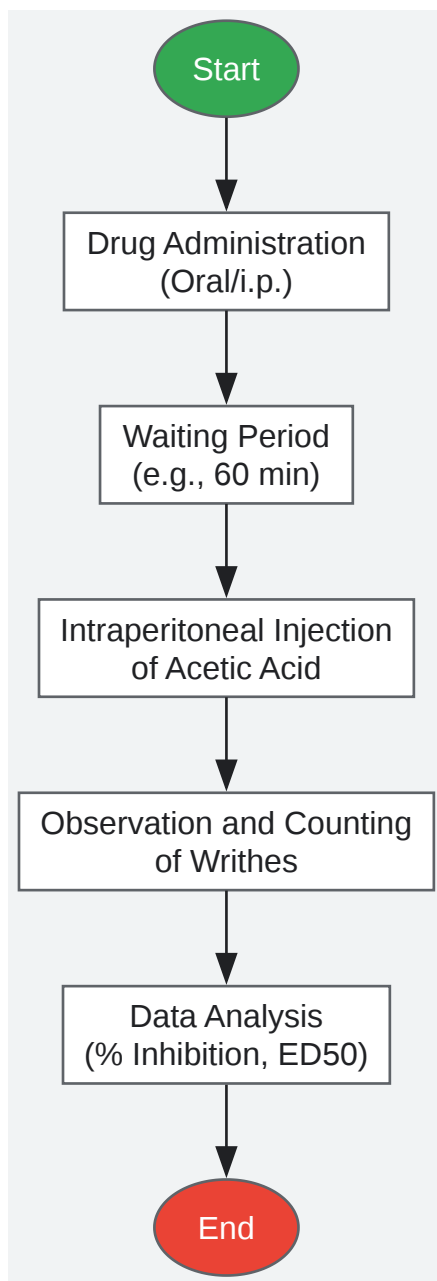 Start
Drug Administration
(Oral/i.p.)
Waiting Period
(e.g., 60 min)
Intraperitoneal Injection
of Acetic Acid
Observation and Counting
of Writhes
Data Analysis
(% Inhibition, ED50)
End